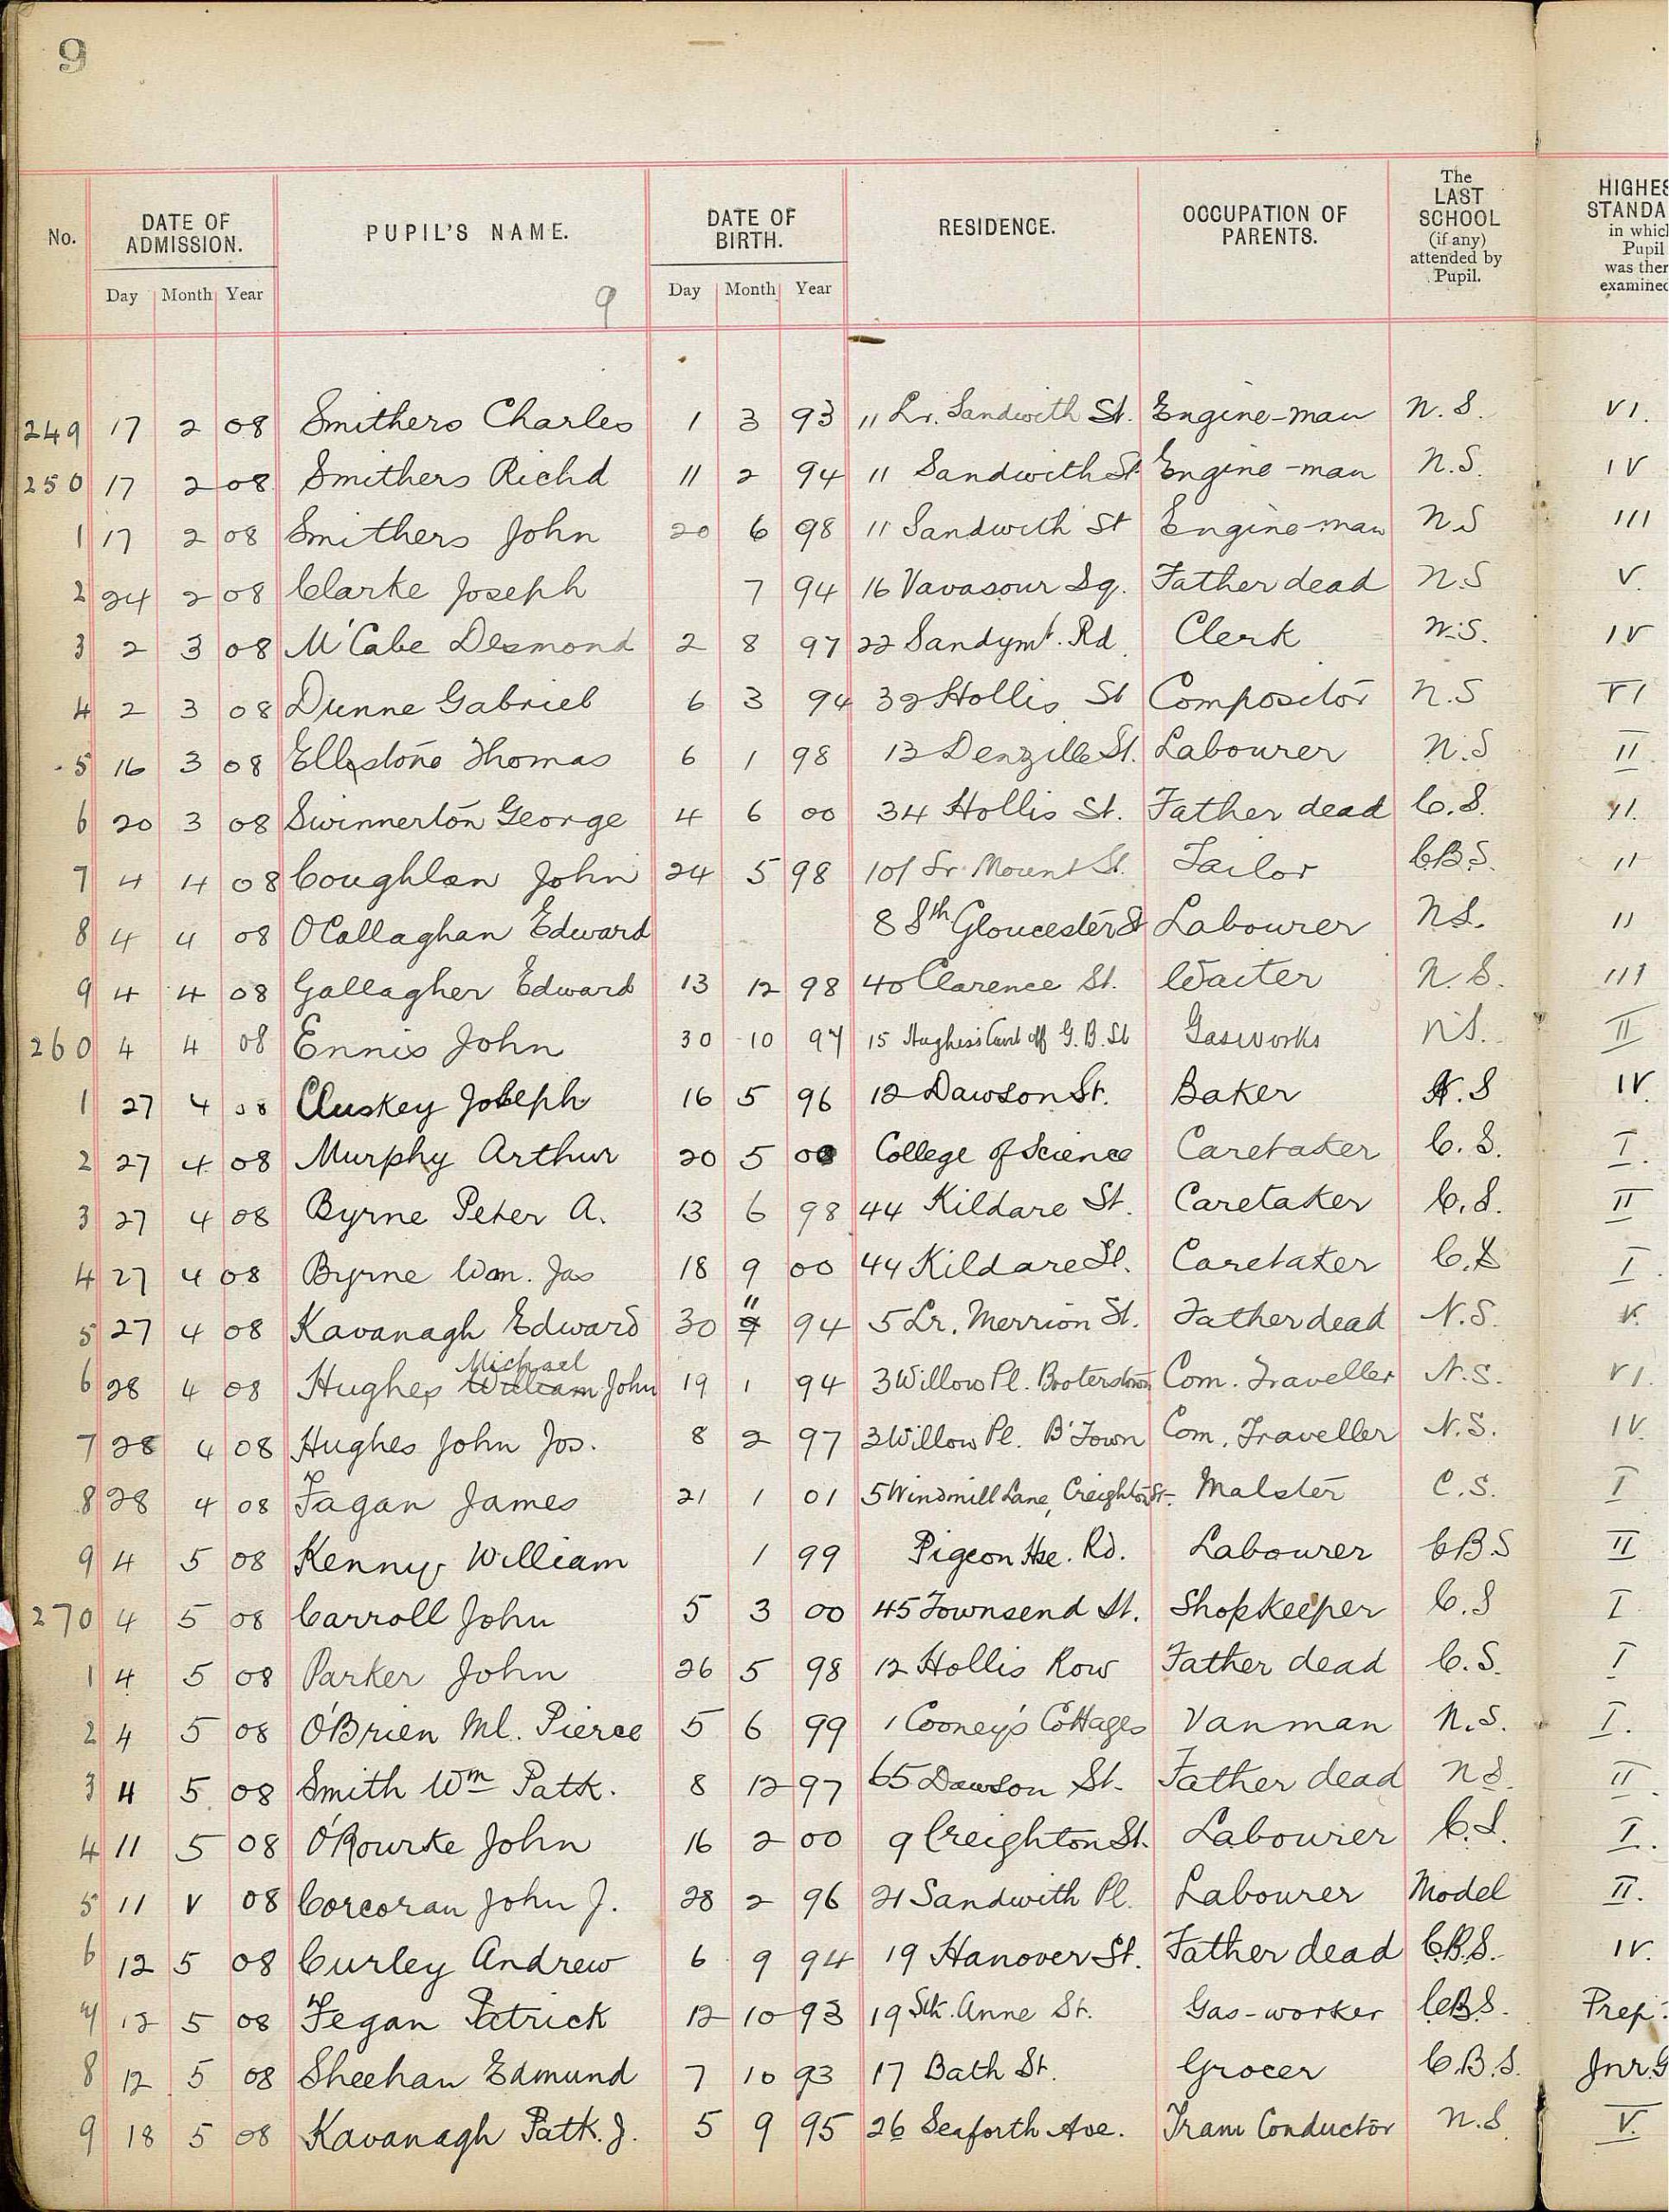 9
No. DATE OF ADMISSION. PUPIL'S NAME. DATE OF BIRTH. RESIDENCE. OCCUPATION OF PARENTS. The LAST SCHOOL (if any) attended by Pupil. HIGHES STANDA in which Pupil was then examined
Day Month Year 9 Day Month Year
249 17 2 08 Smithers Charles 1 3 93 11 Lr. Sandwith St. Engine-man N.S. VI.
250 17 2 08 Smithers Richd 11 2 94 11 Sandwith St Engine-man N.S. IV
1 17 2 08 Smithers John 20 6 98 11 Sandwith St Engine-man N.S III
2 24 2 08 Clarke Joseph 7 94 16 Vavasour Sq. Father dead N.S V.
3 2 3 08 M'Cabe Desmond 2 8 97 22 Sandymt. Rd. Clerk N.S. IV
4 2 3 08 Dunne Gabriel 6 3 94 32 Hollis St Compositor N.S VI
5 16 3 08 Thomas 6 1 98 12 Denzille St. Labourer N.S II
6 20 3 08 Swinnerton George 4 6 00 34 Hollis St. Father dead C.S. II.
7 4 4 08 Coughlan John 24 5 98 101 Lr Mount St. Tailor C.B.S. II
8 4 4 08 O'Callaghan Edward 8 Sth Gloucester St Labourer N.S. II
9 4 4 08 Gallagher Edward 13 12 98 40 Clarence St. Waiter N.S. III
260 4 4 08 Ennis John 30 10 97 15 Hughes's Court off G.B. St Gasworks N.S. II
1 27 4 08 Cluskey Joseph 16 5 96 12 Dawson St. Baker N.S IV.
2 27 4 08 Murphy Arthur 20 5 00 College of Science Caretaker C.S. I.
3 27 4 08 Byrne Peter A. 13 6 98 44 Kildare St. Caretaker C.S. II
4 27 4 08 Byrne Wm. Jas 18 9 00 44 Kildare St. Caretaker C.S I.
5 27 4 08 Kavanagh Edward 30 11 9 94 5 Lr. Merrion St. Father dead N.S. V.
Michael
6 28 4 08 Hughes William John 19 1 94 3 Willow Pl. Booterstown Com. Traveller N.S. VI.
7 28 4 08 Hughes John Jos. 8 2 97 3 Willow Pl. B'Town Com. Traveller N.S. IV.
8 28 4 08 Fagan James 21 1 01 5 Windmill Lane, Creighton St. Malster C.S. I
9 4 5 08 Kenny William 1 99 Pigeon Hse. Rd. Labourer C.B.S II
270 4 5 08 Carroll John 5 3 00 45 Townsend St. Shopkeeper C.S I
1 4 5 08 Parker John 26 5 98 12 Hollis Row Father dead C.S. I
2 4 5 08 O'Brien Ml. Pierce 5 6 99 1 Cooney's Cottages Vanman N.S. I.
3 4 5 08 Smith Wm Patk. 8 12 97 65 Dawson St. Father dead N.S. II.
4 11 5 08 O'Rourke John 16 2 00 9 Creighton St. Labourer C.S. I.
5 11 V 08 Corcoran John J. 28 2 96 21 Sandwith Pl. Labourer Model II.
6 12 5 08 Curley Andrew 6 9 94 19 Hanover St. Father dead C.B.S. IV.
7 12 5 08 Fegan Patrick 12 10 93 19 Sth. Anne St. Gas-worker C.B.S. Prep.
8 12 5 08 Sheehan Edmund 7 10 93 17 Bath St. Grocer C.B.S. Jnr. G
9 18 5 08 Kavanagh Patk. J. 5 9 95 26 Seaforth Ave. Tram Conductor N.S. V.